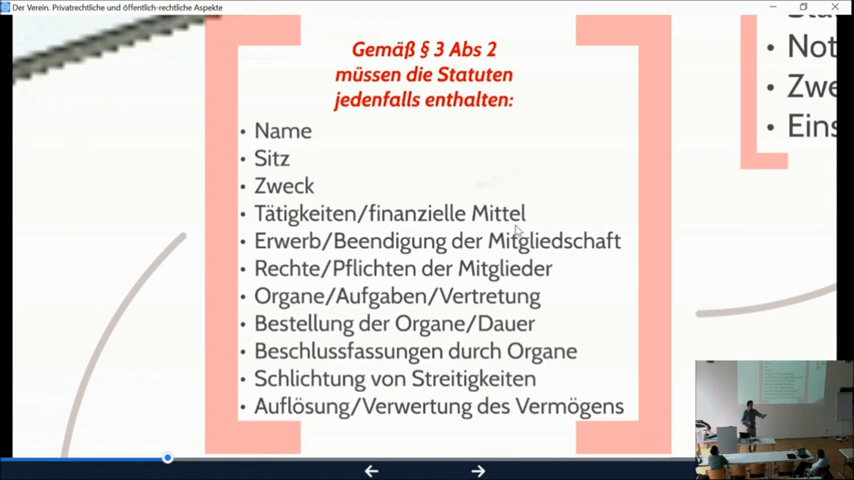 Der Verein. Privatrechtliche und öffentlich-rechtliche Aspekte
Gemäß § 3 Abs 2
müssen die Statuten
jedenfalls enthalten:
• Name
• Sitz
• Zweck
• Tätigkeiten/finanzielle Mittel
• Erwerb/Beendigung der Mitgliedschaft
• Rechte/Pflichten der Mitglieder
• Organe/Aufgaben/Vertretung
• Bestellung der Organe/Dauer
• Beschlussfassungen durch Organe
• Schlichtung von Streitigkeiten
• Auflösung/Verwertung des Vermögens
• Not
• Zwe
• Eins